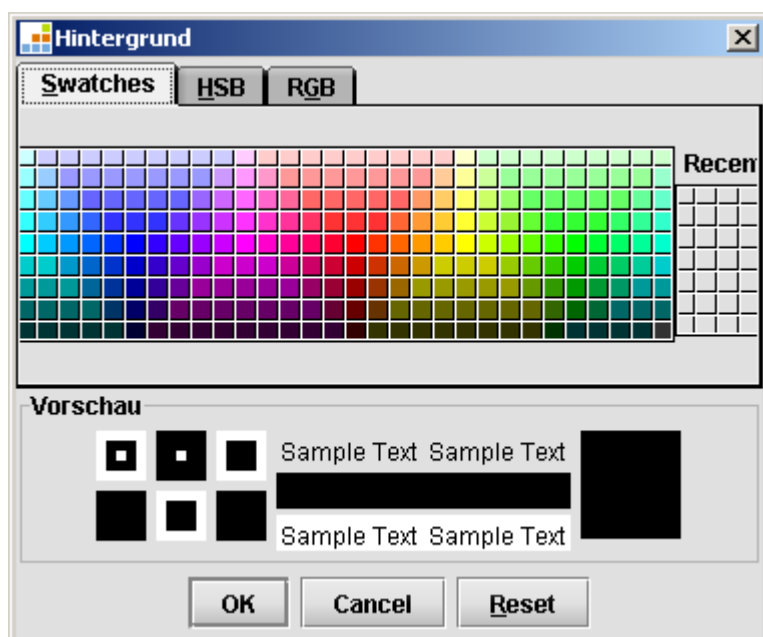 Hintergrund
Swatches HSB RGB
Recen
Vorschau
Sample Text Sample Text
Sample Text Sample Text
OK Cancel Reset